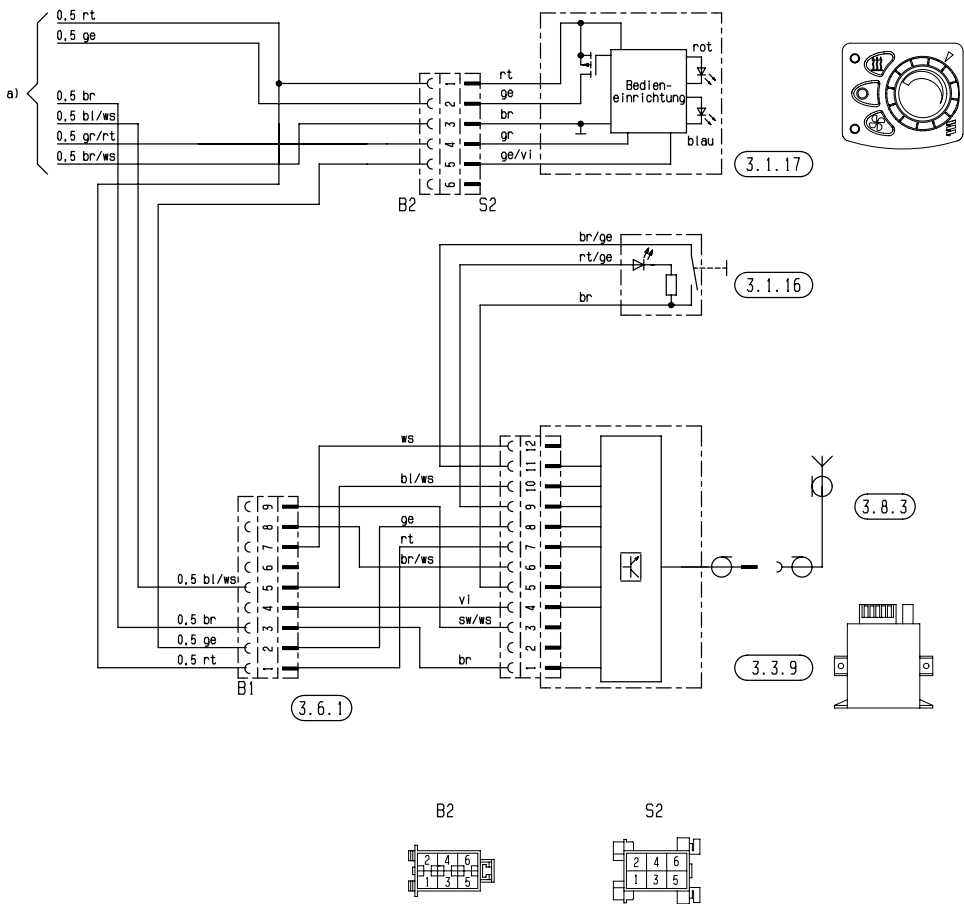 0,5 rt
0,5 ge
a)
0,5 br
0,5 bl/ws
0,5 gr/rt
0,5 br/ws
rt
ge
br
gr
ge/vi
1
2
3
4
5
6
B2
S2
Bedien-
einrichtung
rot
blau
3.1.17
br/ge
rt/ge
br
3.1.16
ws
bl/ws
ge
rt
br/ws
vi
sw/ws
br
12
11
10
9
8
7
6
5
4
3
2
1
3.8.3
3.3.9
9
8
7
6
5
4
3
2
1
0,5 bl/ws
0,5 br
0,5 ge
0,5 rt
B1
3.6.1
B2
2 4 6
1 3 5
S2
2 4 6
1 3 5